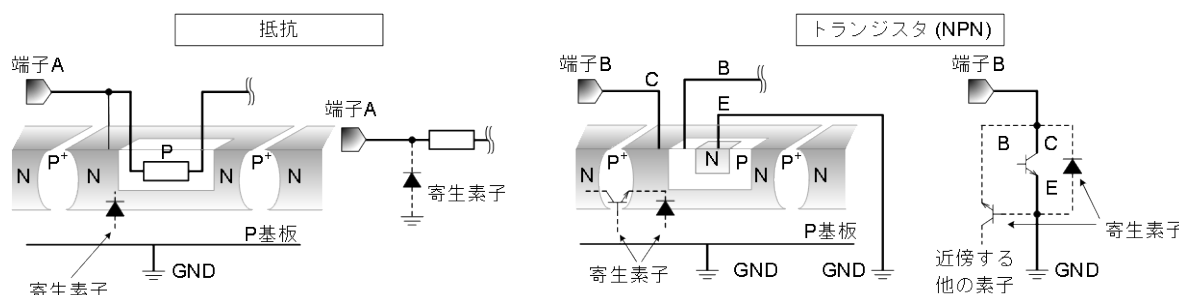 抵抗
トランジスタ (NPN)
端子A
端子A
N
P+
N
P
N
P+
N
寄生素子
P基板
GND
寄生素子
端子B
C
B
E
N
P+
N
N
P
N
P+
N
P基板
寄生素子
GND
GND
端子B
B
C
E
寄生素子
近傍する
他の素子
GND